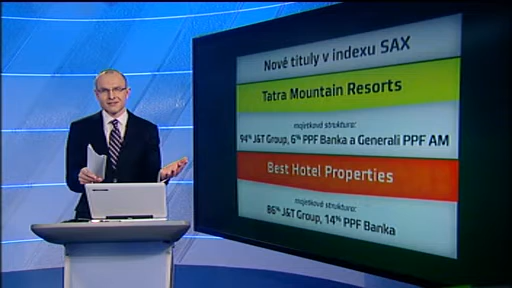 Nové tituly v indexu SAX
Tatra Mountain Resorts
majetková struktura:
94% J&T Group, 6% PPF Banka a Generali PPF AM
Best Hotel Properties
majetková struktura:
86% J&T Group, 14% PPF Banka